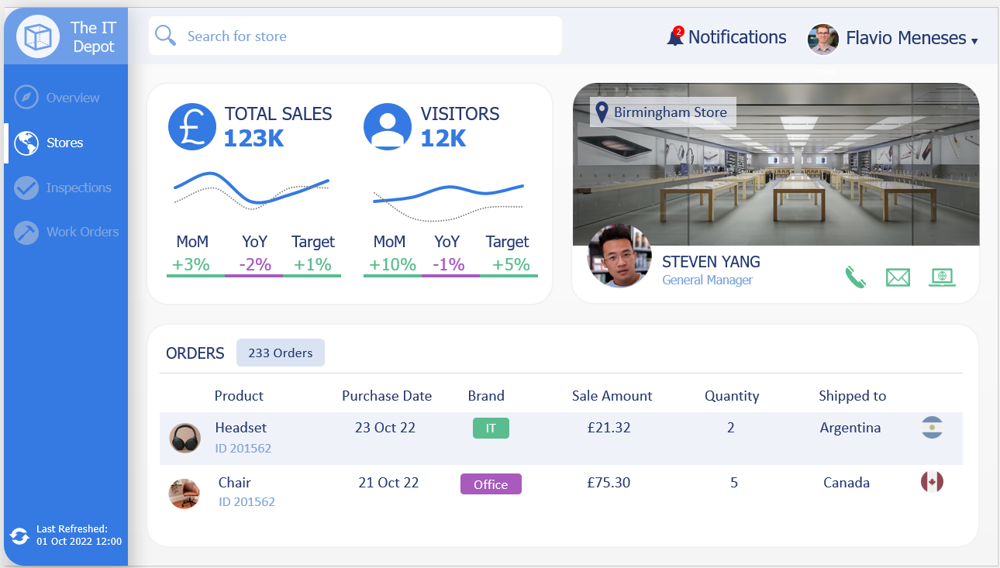 The IT
Depot
Search for store
2
Notifications
Flavio Meneses
Overview
Stores
Inspections
Work Orders
TOTAL SALES
123K
VISITORS
12K
MoM YoY Target
+3% -2% +1%
MoM YoY Target
+10% -1% +5%
Birmingham Store
STEVEN YANG
General Manager
ORDERS
233 Orders
Product Purchase Date Brand Sale Amount Quantity Shipped to
Headset 23 Oct 22 IT £21.32 2 Argentina
ID 201562
Chair 21 Oct 22 Office £75.30 5 Canada
ID 201562
Last Refreshed:
01 Oct 2022 12:00